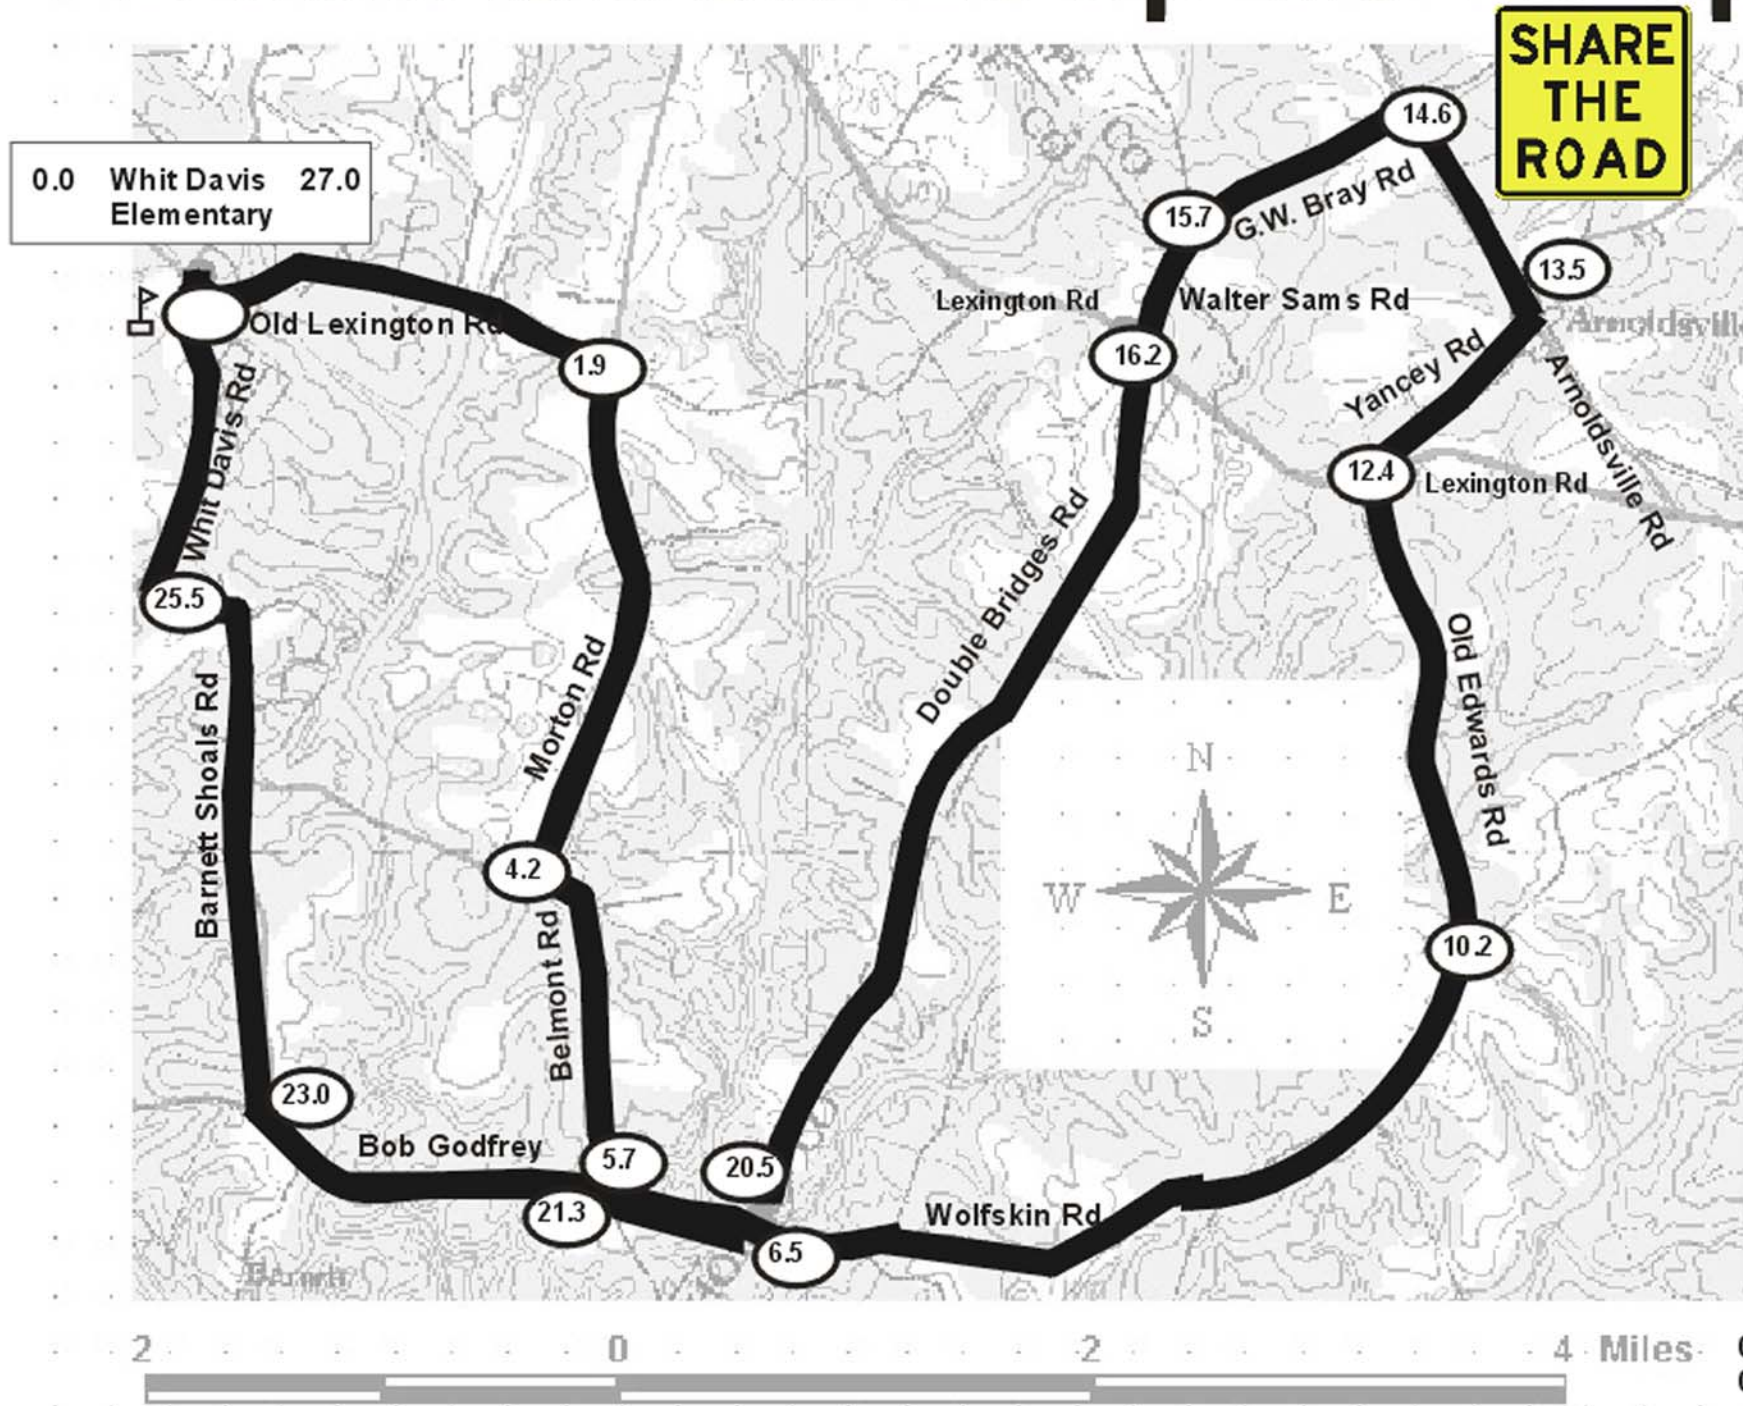 SHARE
THE
ROAD
0.0 Whit Davis 27.0
Elementary
14.6
15.7
G.W. Bray Rd
13.5
Lexington Rd
Walter Sams Rd
Old Lexington Rd
16.2
1.9
Yancey Rd
Arnoldsville Rd
Whit Davis Rd
12.4
Lexington Rd
Double Bridges Rd
25.5
Old Edwards Rd
Morton Rd
Barnett Shoals Rd
N
4.2
W
E
Belmont Rd
10.2
S
23.0
Bob Godfrey
5.7
20.5
21.3
Wolfskin Rd
6.5
2 0 2 4 Miles